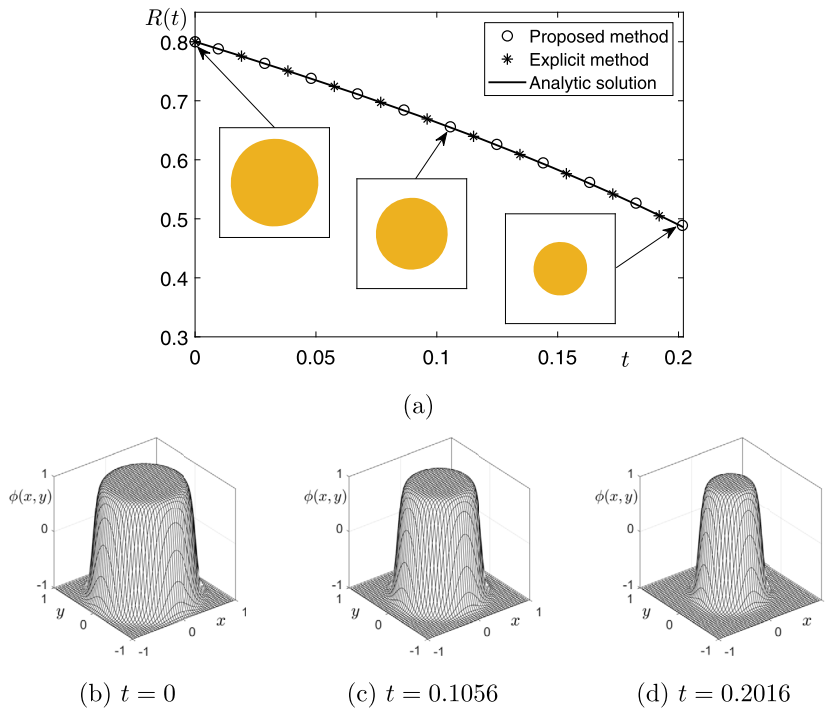 R(t)
0.8
0.7
0.6
0.5
0.4
0.3
0
0.05
0.1
0.15
t
0.2
Proposed method
Explicit method
Analytic solution
(a)
1
ϕ(x, y)
0
-1
1
y
0
-1
-1
0
x
1
1
ϕ(x, y)
0
-1
1
y
0
-1
-1
0
x
1
1
ϕ(x, y)
0
-1
1
y
0
-1
-1
0
x
1
(b) t = 0
(c) t = 0.1056
(d) t = 0.2016